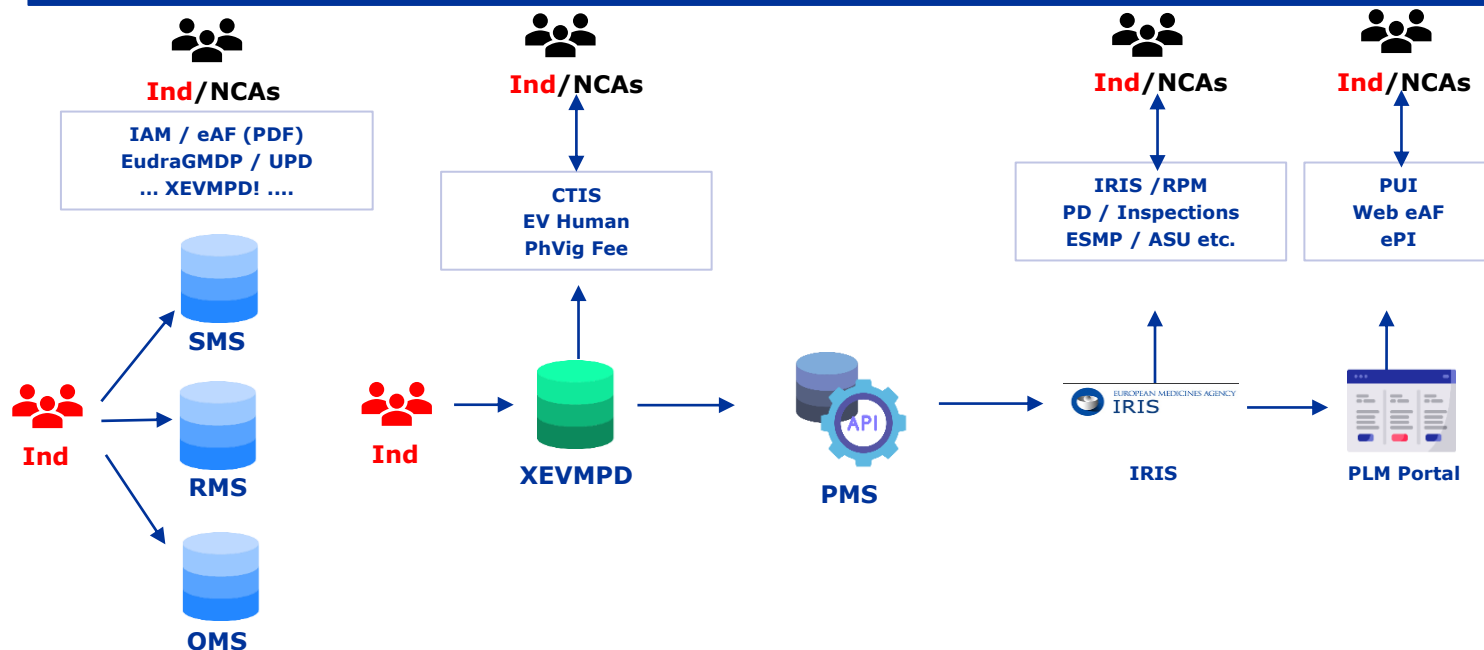 Ind/NCAs
IAM / eAF (PDF)
EudraGMDP / UPD
... XEVMPD! ....
SMS
RMS
OMS
Ind
Ind/NCAs
CTIS
EV Human
PhVig Fee
Ind
XEVMPD
API
PMS
Ind/NCAs
IRIS /RPM
PD / Inspections
ESMP / ASU etc.
EUROPEAN MEDICINES AGENCY
IRIS
IRIS
Ind/NCAs
PUI
Web eAF
ePI
PLM Portal